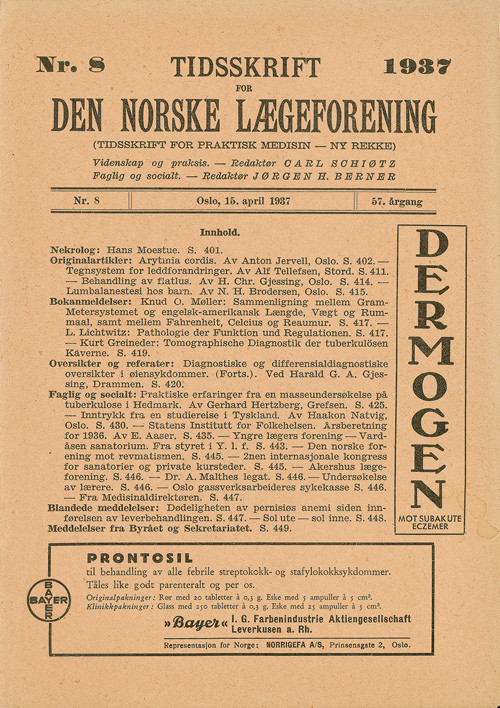 Nr. 8 TIDSSKRIFT 1937
FOR
DEN NORSKE LÆGEFORENING
(TIDSSKRIFT FOR PRAKTISK MEDISIN — NY REKKE)
Videnskap og praksis. — Redaktør CARL SCHIØTZ
Faglig og socialt. — Redaktør JØRGEN H. BERNER
Nr. 8 Oslo, 15. april 1937 57. årgang
Innhold.
Nekrolog: Hans Moestue. S. 401.
Originalartikler: Arytnia cordis. Av Anton Jervell, Oslo. S. 402. —
Tegnsystem for leddforandringer. Av Alf Tellefsen, Stord. S. 411.
— Behandling av flatlus. Av H. Chr. Gjessing, Oslo. S. 414. —
Lumbalanestesi hos barn. Av N. H. Brodersen, Oslo. S. 415.
Bokanmeldelser: Knud O. Møller: Sammenligning mellem Gram-
Metersystemet og engelsk-amerikansk Længde, Vægt og Rum-
maal, samt mellem Fahrenheit, Celcius og Reaumur. S. 417. —
L. Lichtwitz: Pathologie der Funktion und Regulationen. S. 417.
— Kurt Greineder: Tomographische Diagnostik der tuberkulösen
Kaverne. S. 419.
Oversikter og referater: Diagnostiske og differensialdiagnostiske
oversikter i øiensykdommer. (Forts.). Ved Harald G. A. Gjes-
sing, Drammen. S. 420.
Faglig og socialt: Praktiske erfaringer fra en masseundersøkelse på
tuberkulose i Hedmark. Av Gerhard Hertzberg, Grefsen. S. 425.
— Inntrykk fra en studiereise i Tyskland. Av Haakon Natvig,
Oslo. S. 430. — Statens Institutt for Folkehelsen. Årsberetning
for 1936. Av E. Aaser. S. 435. — Yngre lægers forening — Vard-
åsen sanatorium. Fra styret i Y. l. f. S. 443. — Den norske for-
ening mot revmatismen. S. 445. — 2nen internasjonale kongress
for sanatorier og private kursteder. S. 445. — Akershus læge-
forening. S. 446. — Dr. A. Malthes legat. S. 446. — Undersøkelse
av lærere. S. 446. — Oslo gassverksarbeideres sykekasse S. 446.
— Fra Medisinaldirektøren. S. 447.
Blandede meddelelser: Dødeligheten av pernisiøs anemi siden inn-
førelsen av leverbehandlingen. S. 447. — Sol ute — sol inne. S. 448.
Meddelelser fra Byrået og Sekretariatet. S. 449.
DERMOGEN
MOT SUBAKUTE
ECZEMER
PRONTOSIL
til behandling av alle febrile streptokokk- og stafylokokksykdommer.
Tåles like godt parenteralt og per os.
Originalpakninger: Rør med 20 tabletter à 0,3 g. Eske med 5 ampuller à 5 cm³.
Klinikkpakninger: Glass med 250 tabletter à 0,3 g. Eske med 25 ampuller à 5 cm³.
BAYER
BAYER
»Bayer« I. G. Farbenindustrie Aktiengesellschaft
Leverkusen a. Rh.
Representasjon for Norge: NORRIGEFA A/S, Prinsensgate 2, Oslo.